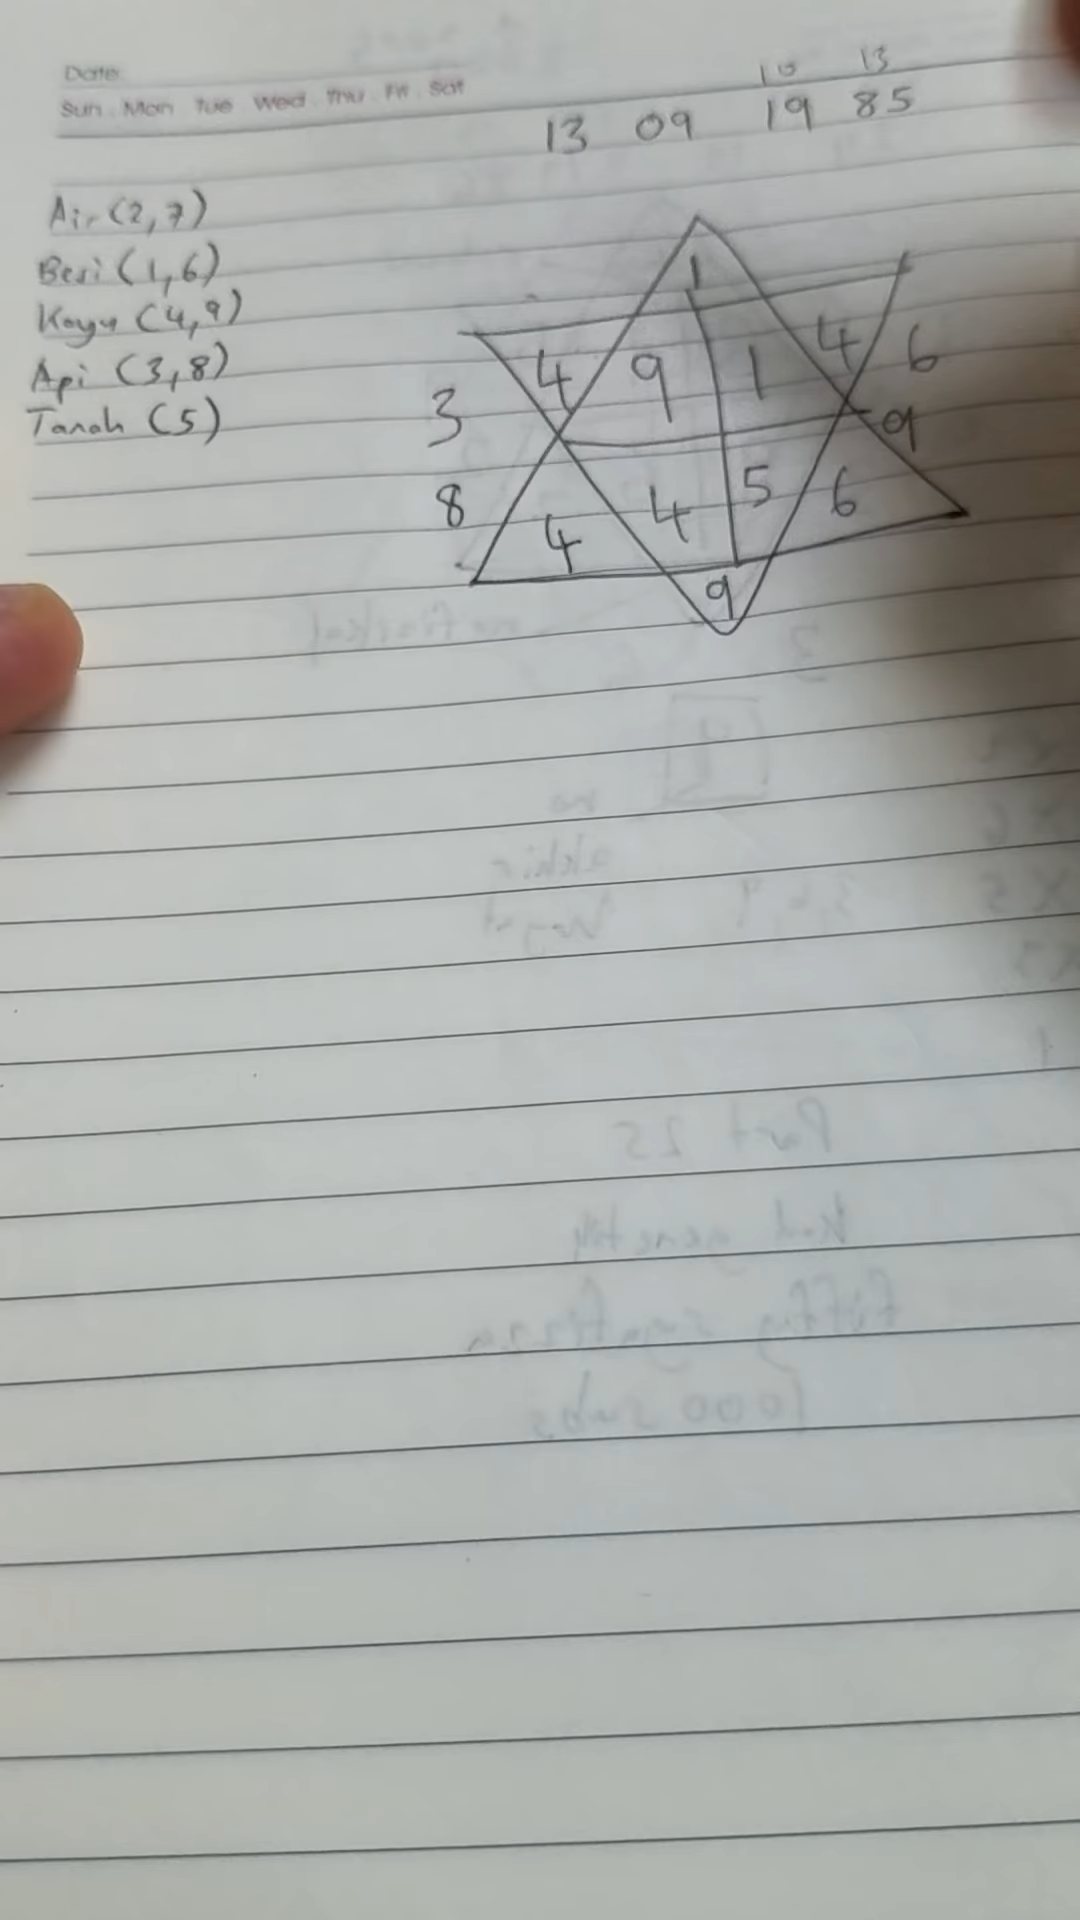 Date:
Sun . Mon . Tue . Wed . Thu . Fri . Sat
10 13
13 09 19 85
Air (2,7)
Besi (1,6)
Kayu (4,9)
Api (3,8)
Tanah (5)
1
4 9 1 4 6
3 9
8 4 4 5 6
9